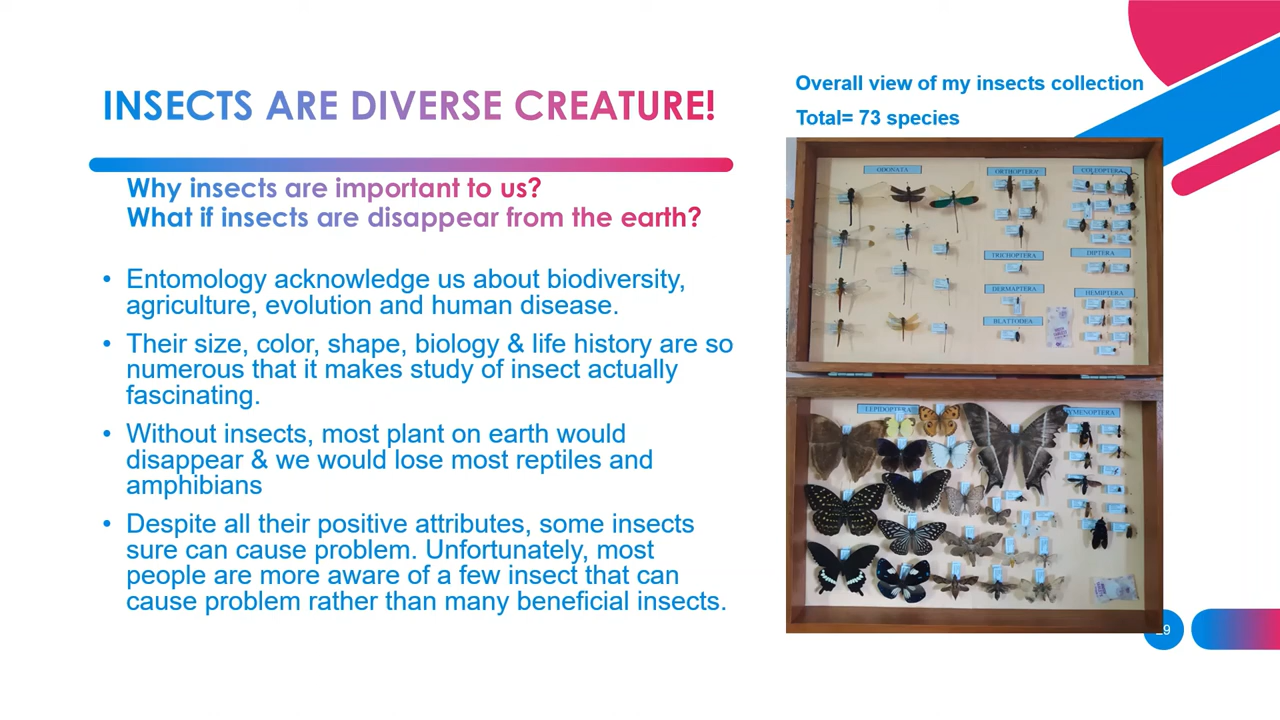 INSECTS ARE DIVERSE CREATURE!
Why insects are important to us?
What if insects are disappear from the earth?
• Entomology acknowledge us about biodiversity,
agriculture, evolution and human disease.
• Their size, color, shape, biology & life history are so
numerous that it makes study of insect actually
fascinating.
• Without insects, most plant on earth would
disappear & we would lose most reptiles and
amphibians
• Despite all their positive attributes, some insects
sure can cause problem. Unfortunately, most
people are more aware of a few insect that can
cause problem rather than many beneficial insects.
Overall view of my insects collection
Total= 73 species
ODONATA
ORTHOPTERA
COLEOPTERA
TRICHOPTERA
DIPTERA
DERMAPTERA
HEMIPTERA
BLATTODEA
LEPIDOPTERA
YMENOPTERA